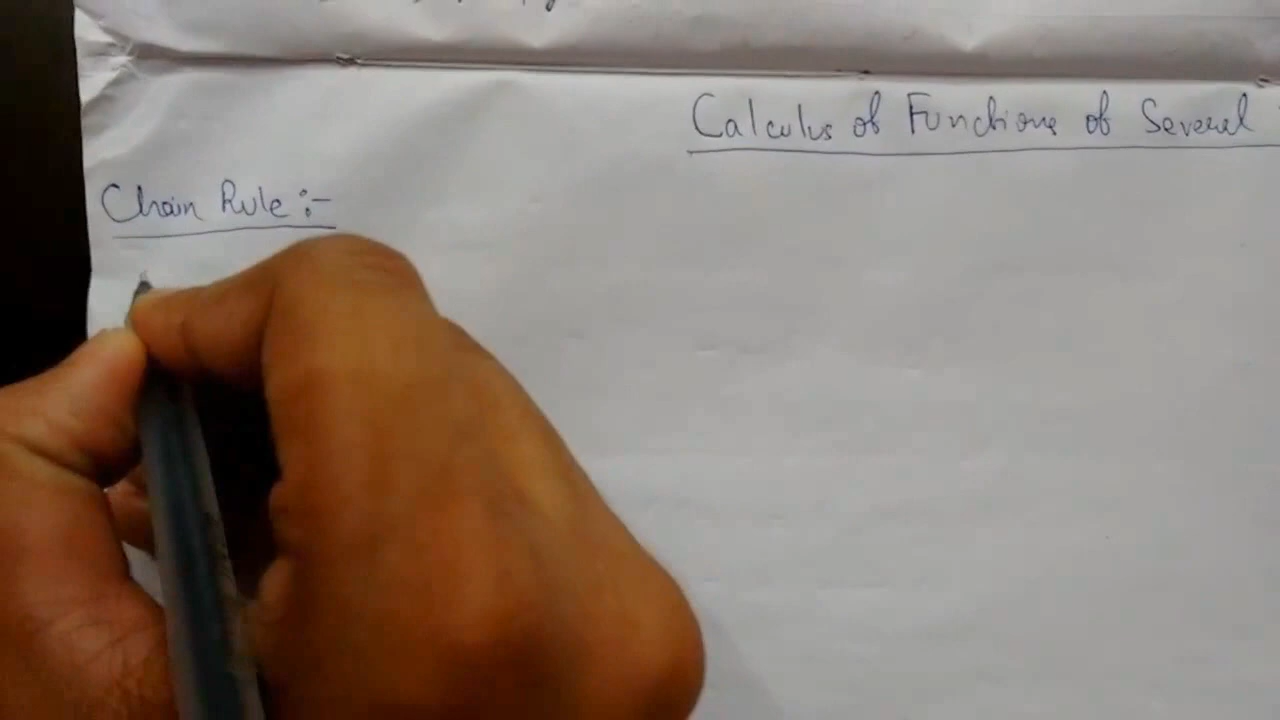 Calculus of Functions of Several
Chain Rule :-